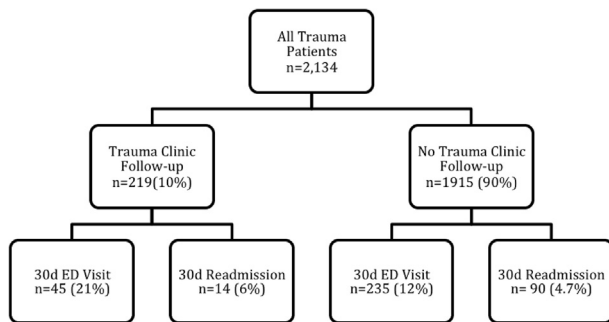 All Trauma
Patients
n=2,134
Trauma Clinic
Follow-up
n=219(10%)
No Trauma Clinic
Follow-up
n=1915 (90%)
30d ED Visit
n=45 (21%)
30d Readmission
n=14 (6%)
30d ED Visit
n=235 (12%)
30d Readmission
n= 90 (4.7%)